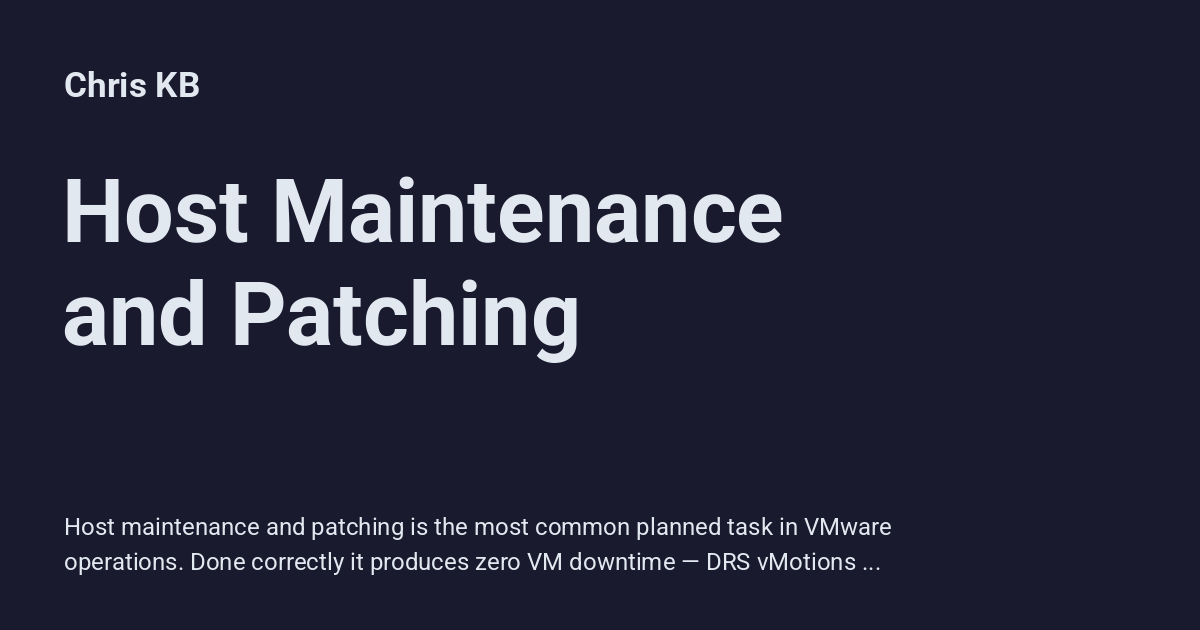 Chris KB
Host Maintenance
and Patching
Host maintenance and patching is the most common planned task in VMware
operations. Done correctly it produces zero VM downtime — DRS vMotions ...